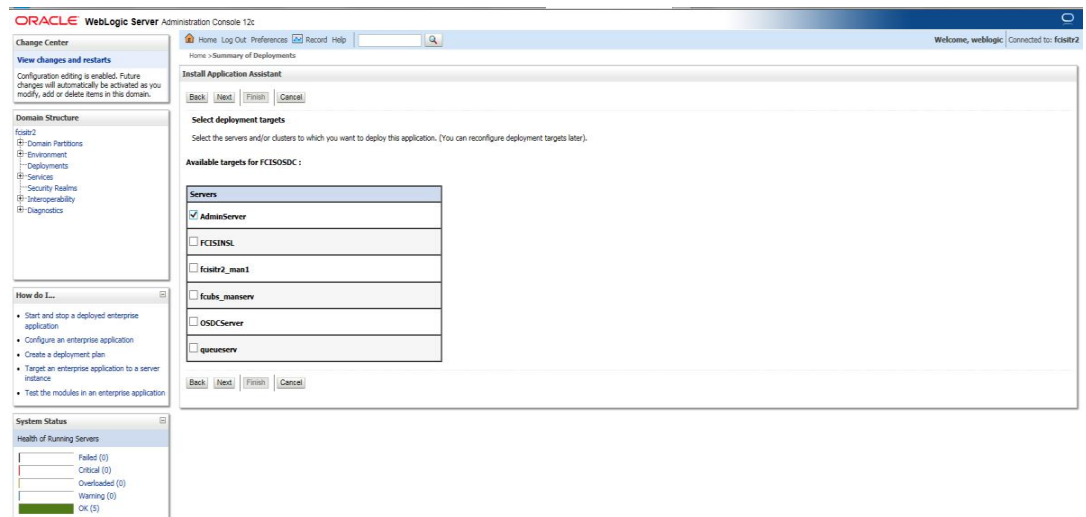 ORACLE WebLogic Server Administration Console 12c
Change Center
View changes and restarts
Configuration editing is enabled. Future
changes will automatically be activated as you
modify, add or delete items in this domain.
Domain Structure
fcisitr2
Domain Partitions
Environment
Deployments
Services
Security Realms
Interoperability
Diagnostics
How do I...
Start and stop a deployed enterprise
application
Configure an enterprise application
Create a deployment plan
Target an enterprise application to a server
instance
Test the modules in an enterprise application
System Status
Health of Running Servers
Failed (0)
Critical (0)
Overloaded (0)
Warning (0)
OK (5)
Home Log Out Preferences Record Help
Welcome, weblogic Connected to: fcisitr2
Home >Summary of Deployments
Install Application Assistant
Back Next Finish Cancel
Select deployment targets
Select the servers and/or clusters to which you want to deploy this application. (You can reconfigure deployment targets later).
Available targets for FCISOSDC :
Servers
AdminServer
FCISINSL
fcisitr2_man1
fcubs_manserv
OSDCServer
queueserv
Back Next Finish Cancel